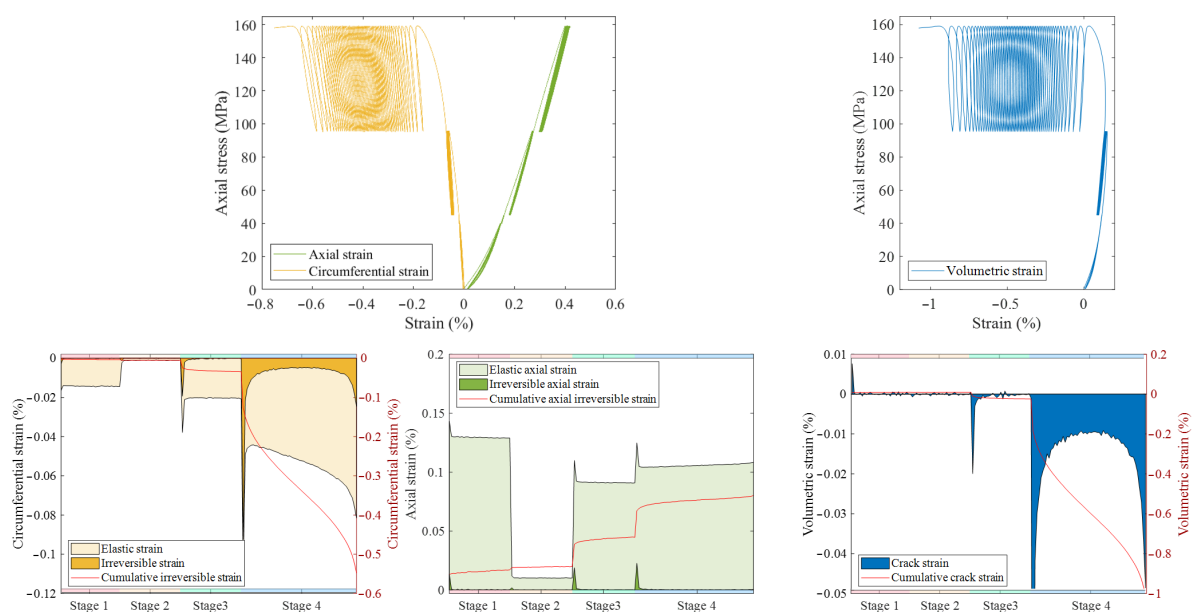 160
140
120
100
80
60
40
20
0
Axial stress (MPa)
Axial strain
Circumferential strain
−0.8
−0.6
−0.4
−0.2
0
0.2
0.4
0.6
Strain (%)
160
140
120
100
80
60
40
20
0
Axial stress (MPa)
Volumetric strain
−1
−0.5
0
Strain (%)
0
−0.02
−0.04
−0.06
−0.08
−0.1
−0.12
Circumferential strain (%)
0
−0.1
−0.2
−0.3
−0.4
−0.5
−0.6
Circumferential strain (%)
Elastic strain
Irreversible strain
Cumulative irreversible strain
Stage 1 Stage 2 Stage3 Stage 4
0.2
0.15
0.1
0.05
0
Axial strain (%)
Elastic axial strain
Irreversible axial strain
Cumulative axial irreversible strain
Stage 1 Stage 2 Stage3 Stage 4
0.01
0
−0.01
−0.02
−0.03
−0.04
−0.05
Volumetric strain (%)
0.2
0
−0.2
−0.4
−0.6
−0.8
−1
Volumetric strain (%)
Crack strain
Cumulative crack strain
Stage 1 Stage 2 Stage3 Stage 4